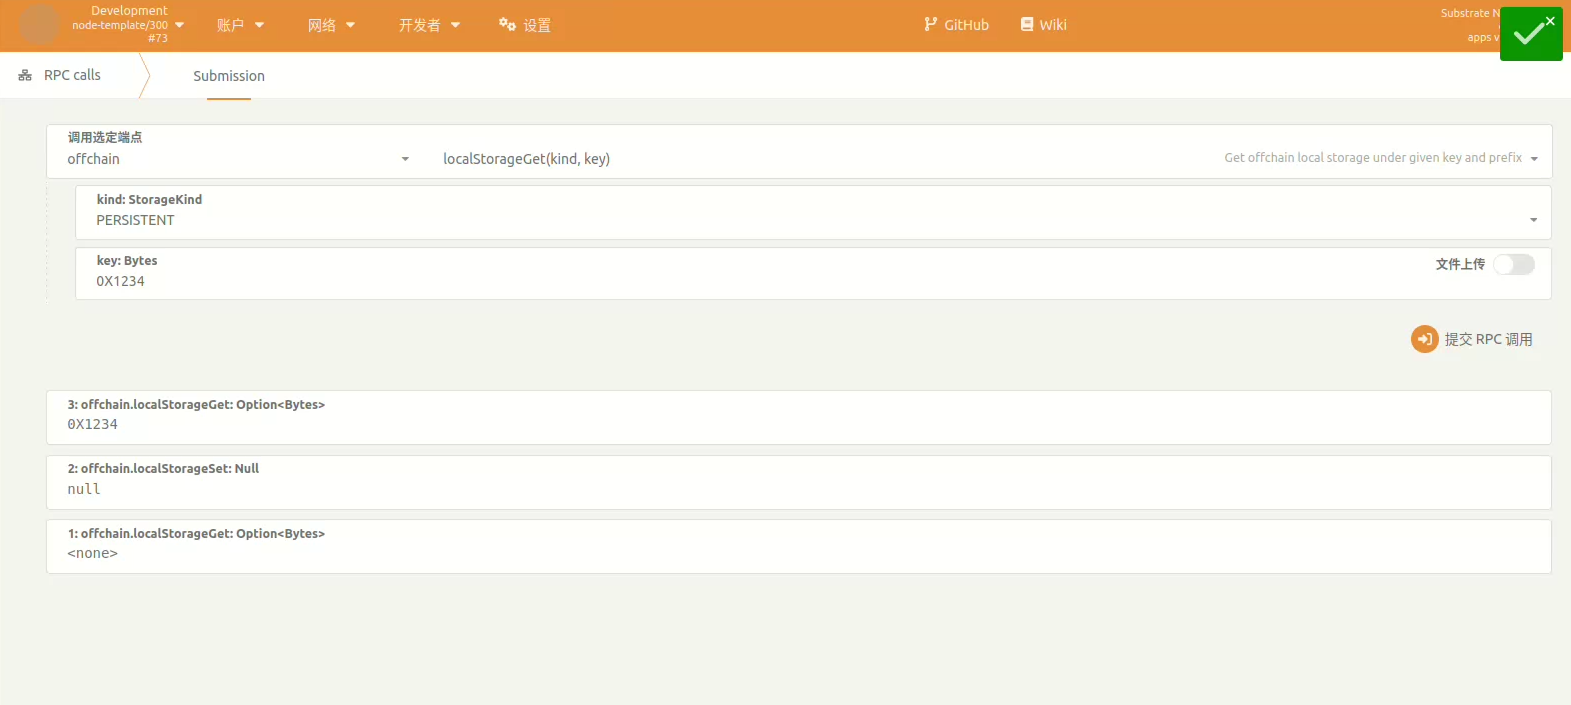 Development
node-template/300
#73
账户
网络
开发者
设置
GitHub
Wiki
Substrate N
apps v
RPC calls
Submission
调用选定端点
offchain
localStorageGet(kind, key)
Get offchain local storage under given key and prefix
kind: StorageKind
PERSISTENT
key: Bytes
0X1234
文件上传
提交 RPC 调用
3: offchain.localStorageGet: Option<Bytes>
0X1234
2: offchain.localStorageSet: Null
null
1: offchain.localStorageGet: Option<Bytes>
<none>